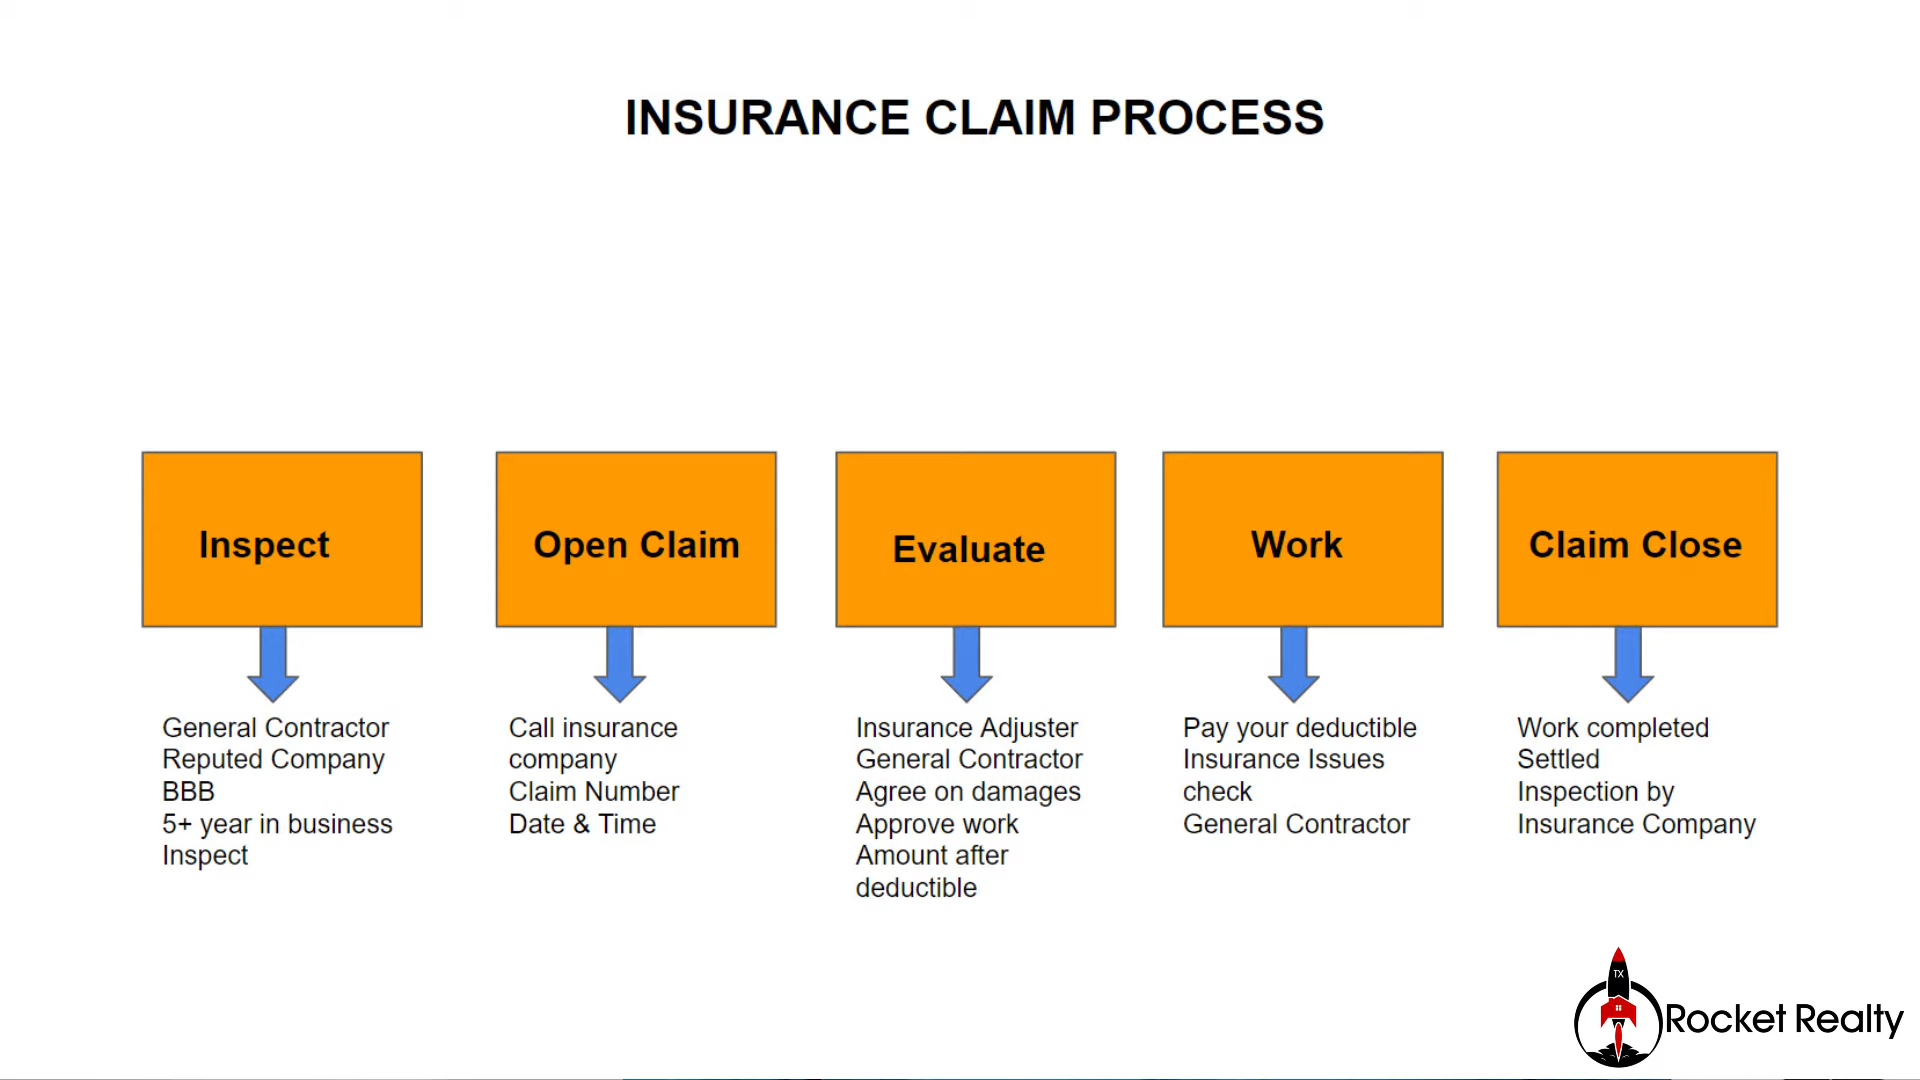 INSURANCE CLAIM PROCESS
Inspect
General Contractor
Reputed Company
BBB
5+ year in business
Inspect
Open Claim
Call insurance
company
Claim Number
Date & Time
Evaluate
Insurance Adjuster
General Contractor
Agree on damages
Approve work
Amount after
deductible
Work
Pay your deductible
Insurance Issues
check
General Contractor
Claim Close
Work completed
Settled
Inspection by
Insurance Company
TX
Rocket Realty